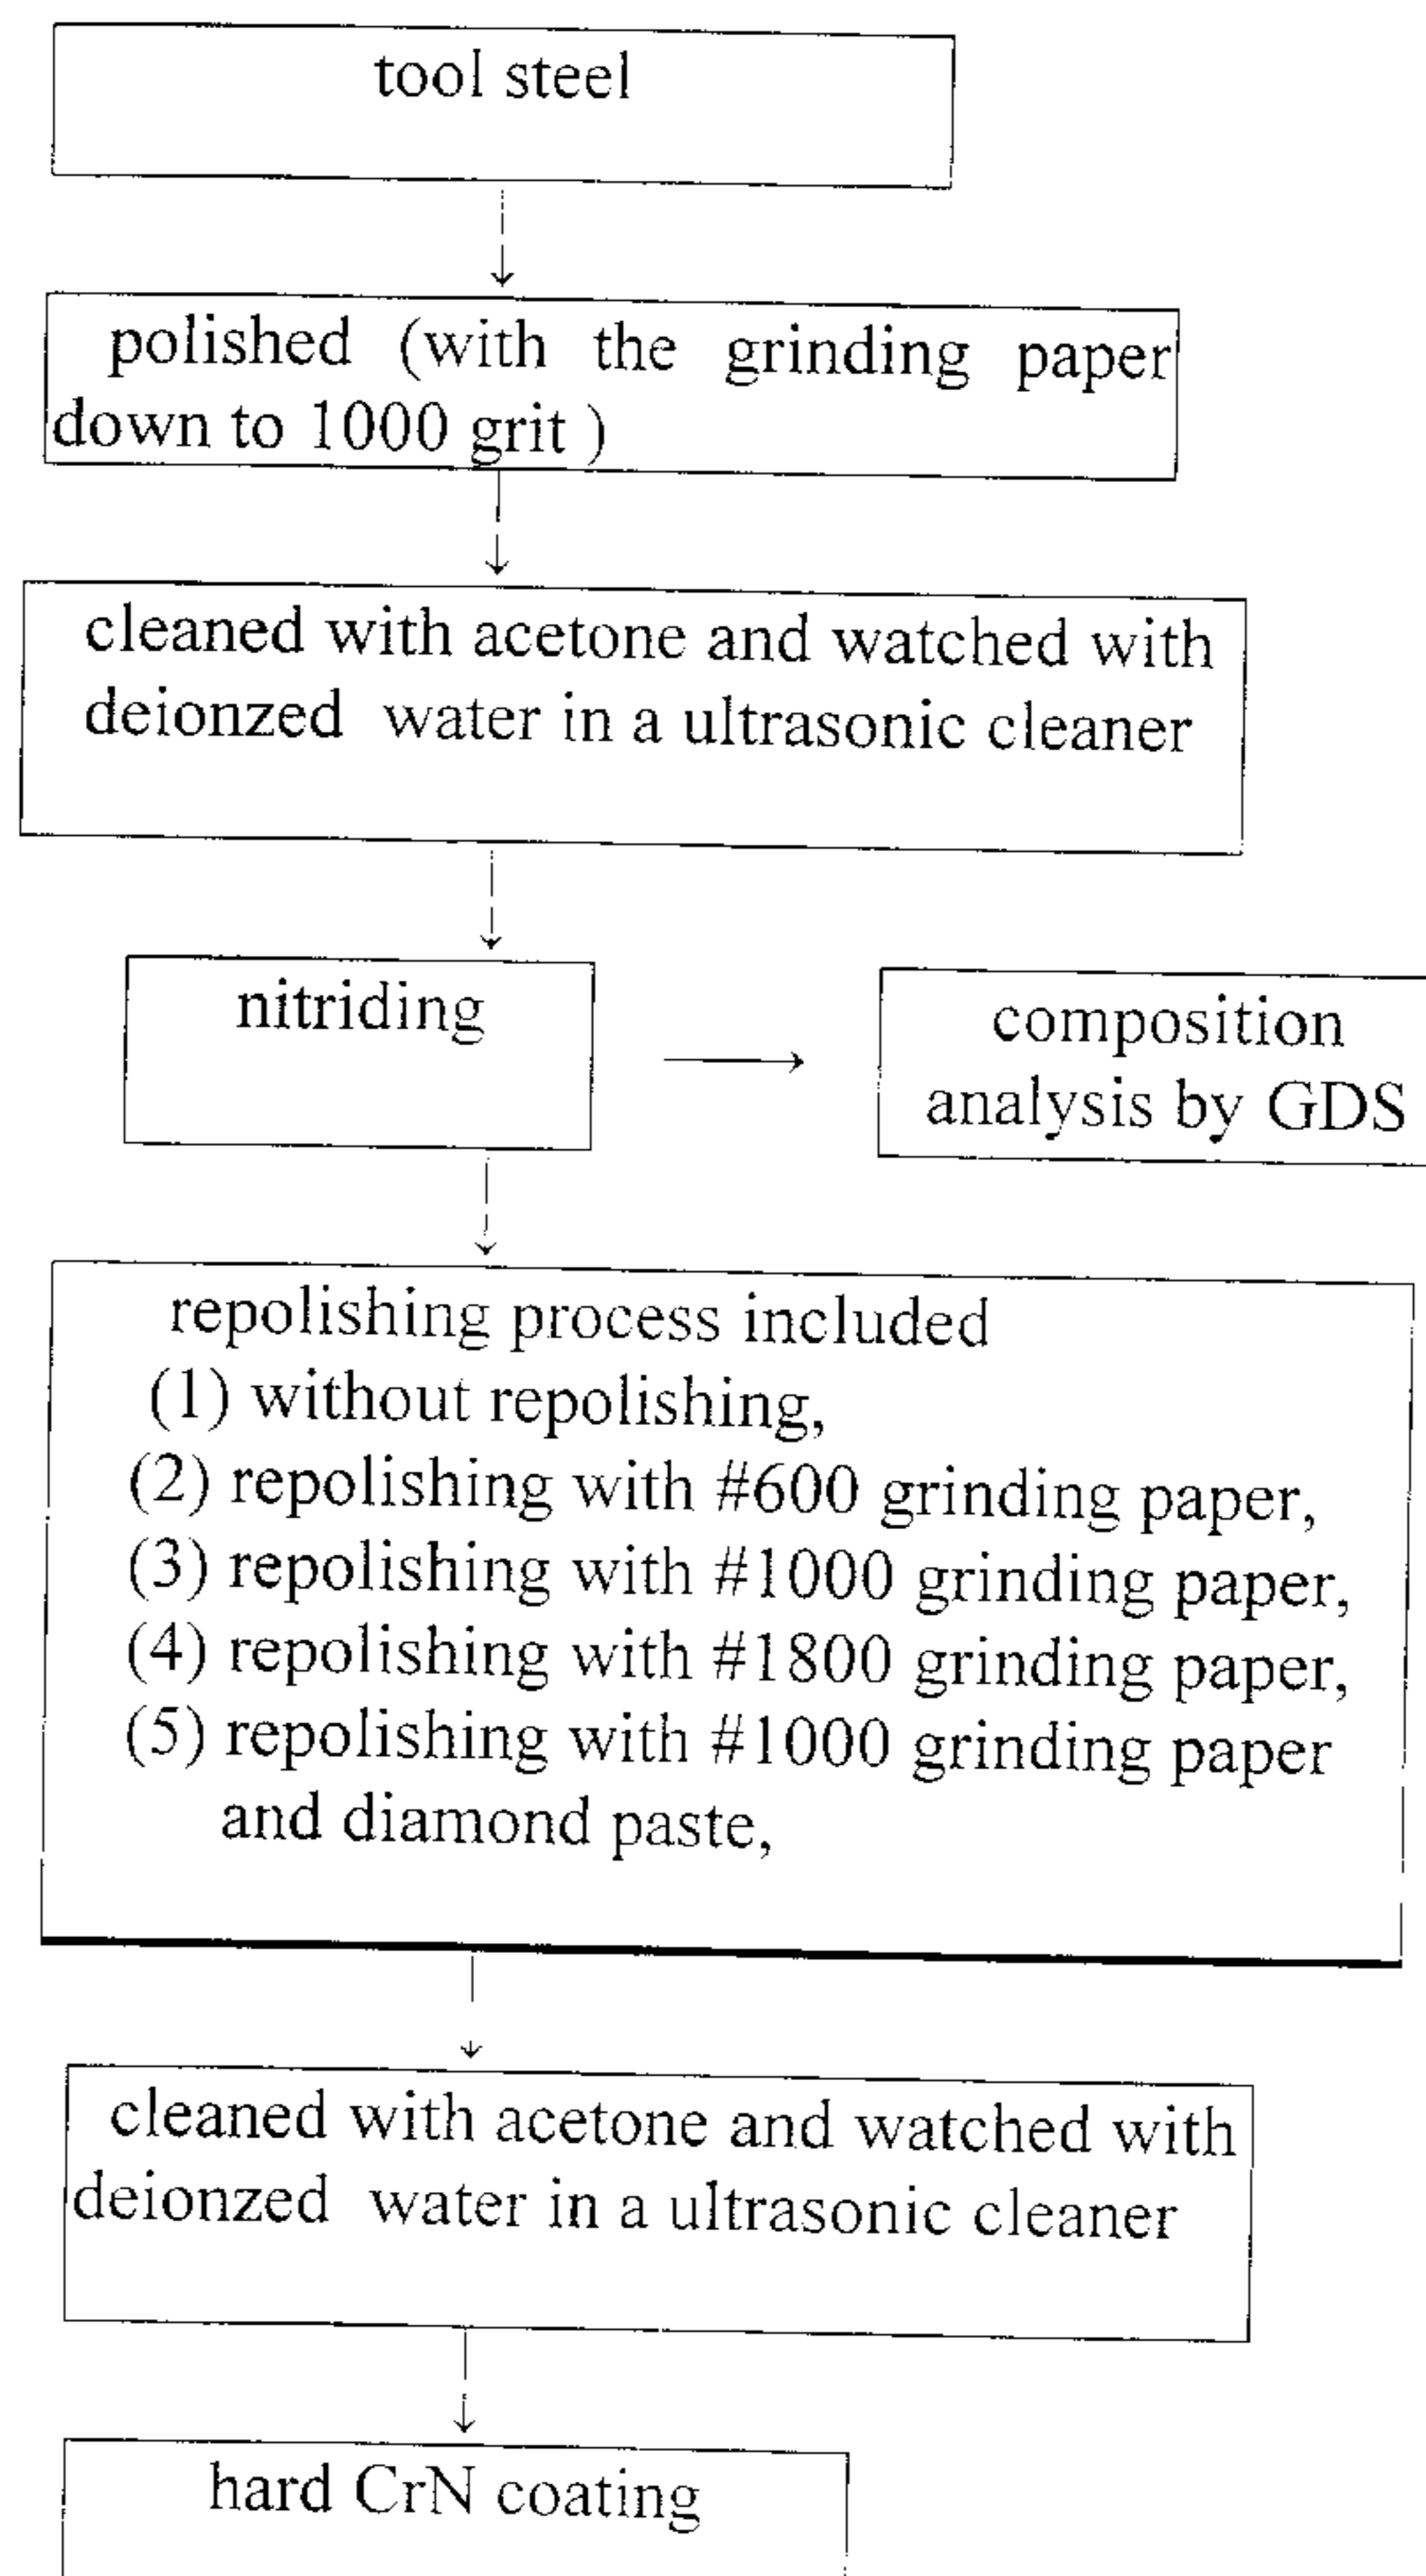 tool steel
polished (with the grinding paper
down to 1000 grit )
cleaned with acetone and watched with
deionzed water in a ultrasonic cleaner
nitriding
composition
analysis by GDS
repolishing process included
(1) without repolishing,
(2) repolishing with #600 grinding paper,
(3) repolishing with #1000 grinding paper,
(4) repolishing with #1800 grinding paper,
(5) repolishing with #1000 grinding paper
and diamond paste,
cleaned with acetone and watched with
deionzed water in a ultrasonic cleaner
hard CrN coating